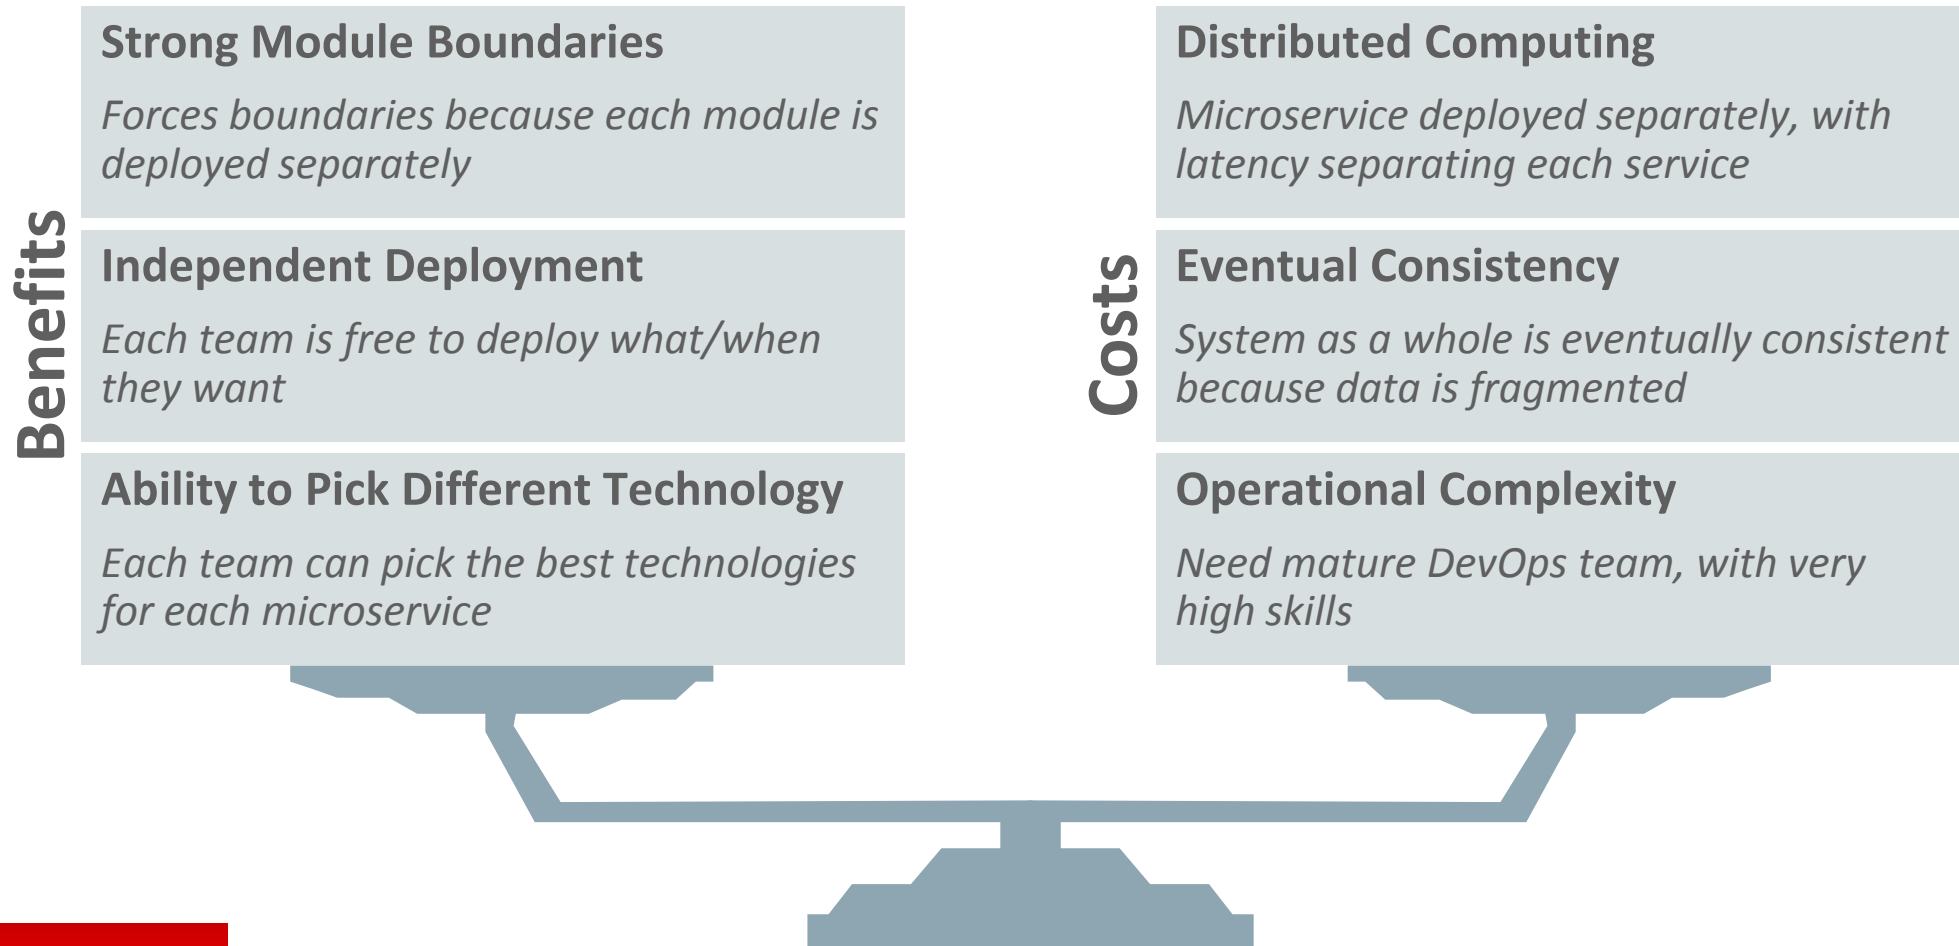 Benefits
Strong Module Boundaries
Forces boundaries because each module is
deployed separately
Independent Deployment
Each team is free to deploy what/when
they want
Ability to Pick Different Technology
Each team can pick the best technologies
for each microservice
Costs
Distributed Computing
Microservice deployed separately, with
latency separating each service
Eventual Consistency
System as a whole is eventually consistent
because data is fragmented
Operational Complexity
Need mature DevOps team, with very
high skills